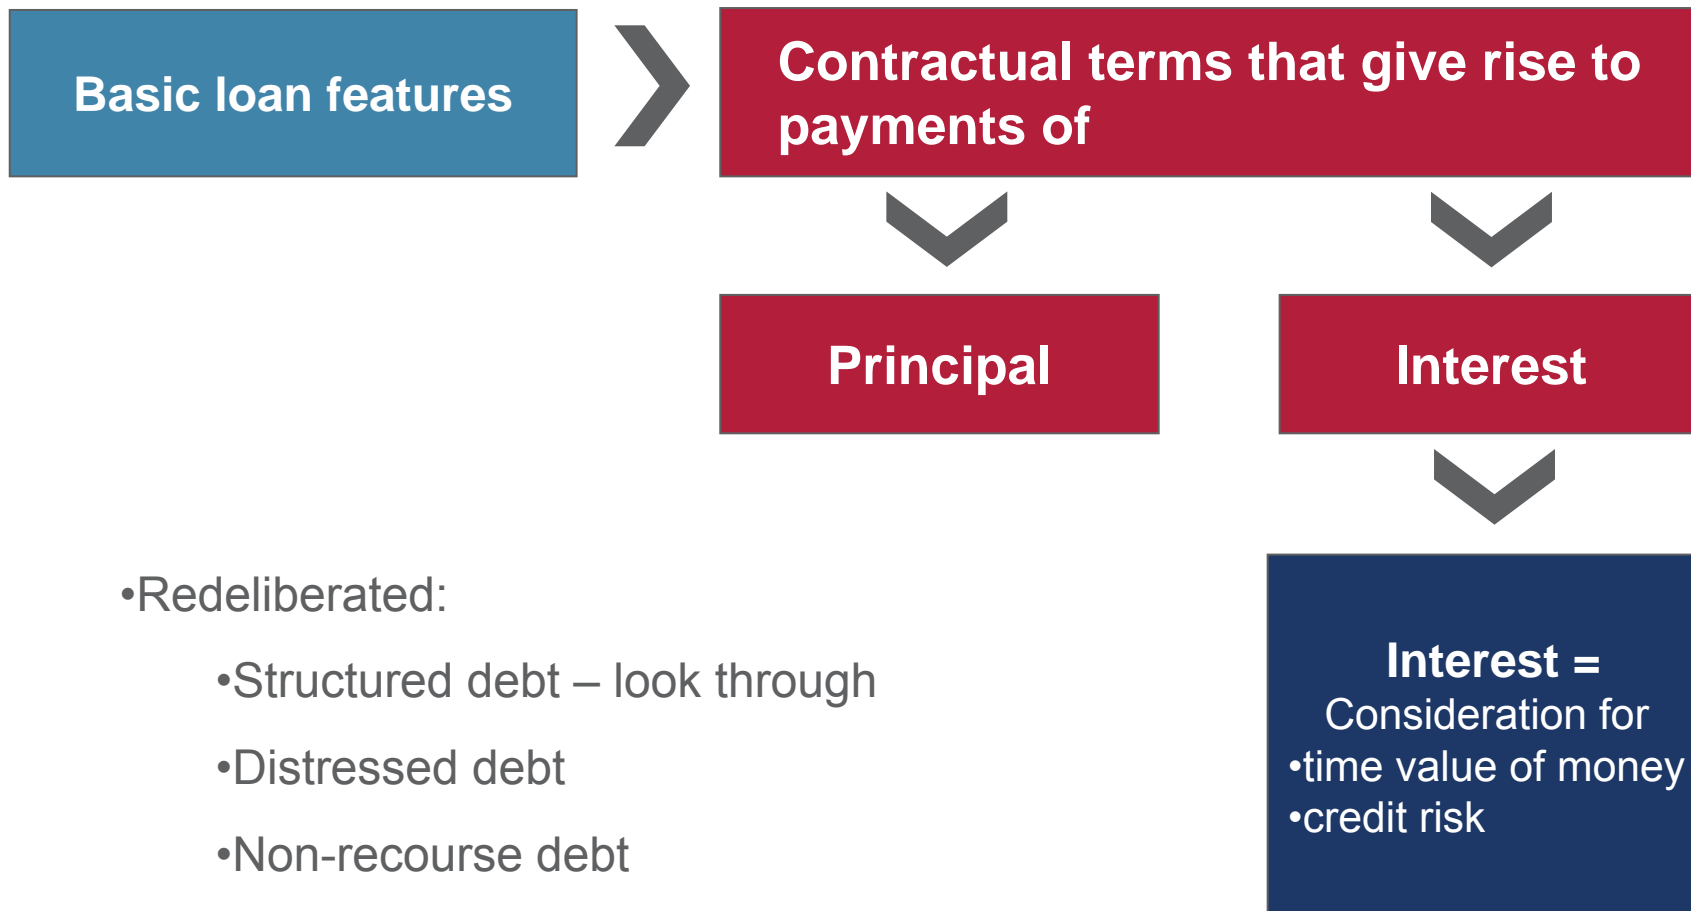 Basic loan features
Contractual terms that give rise to
payments of
Principal
Interest
•Redeliberated:
•Structured debt – look through
•Distressed debt
•Non-recourse debt
Interest =
Consideration for
•time value of money
•credit risk